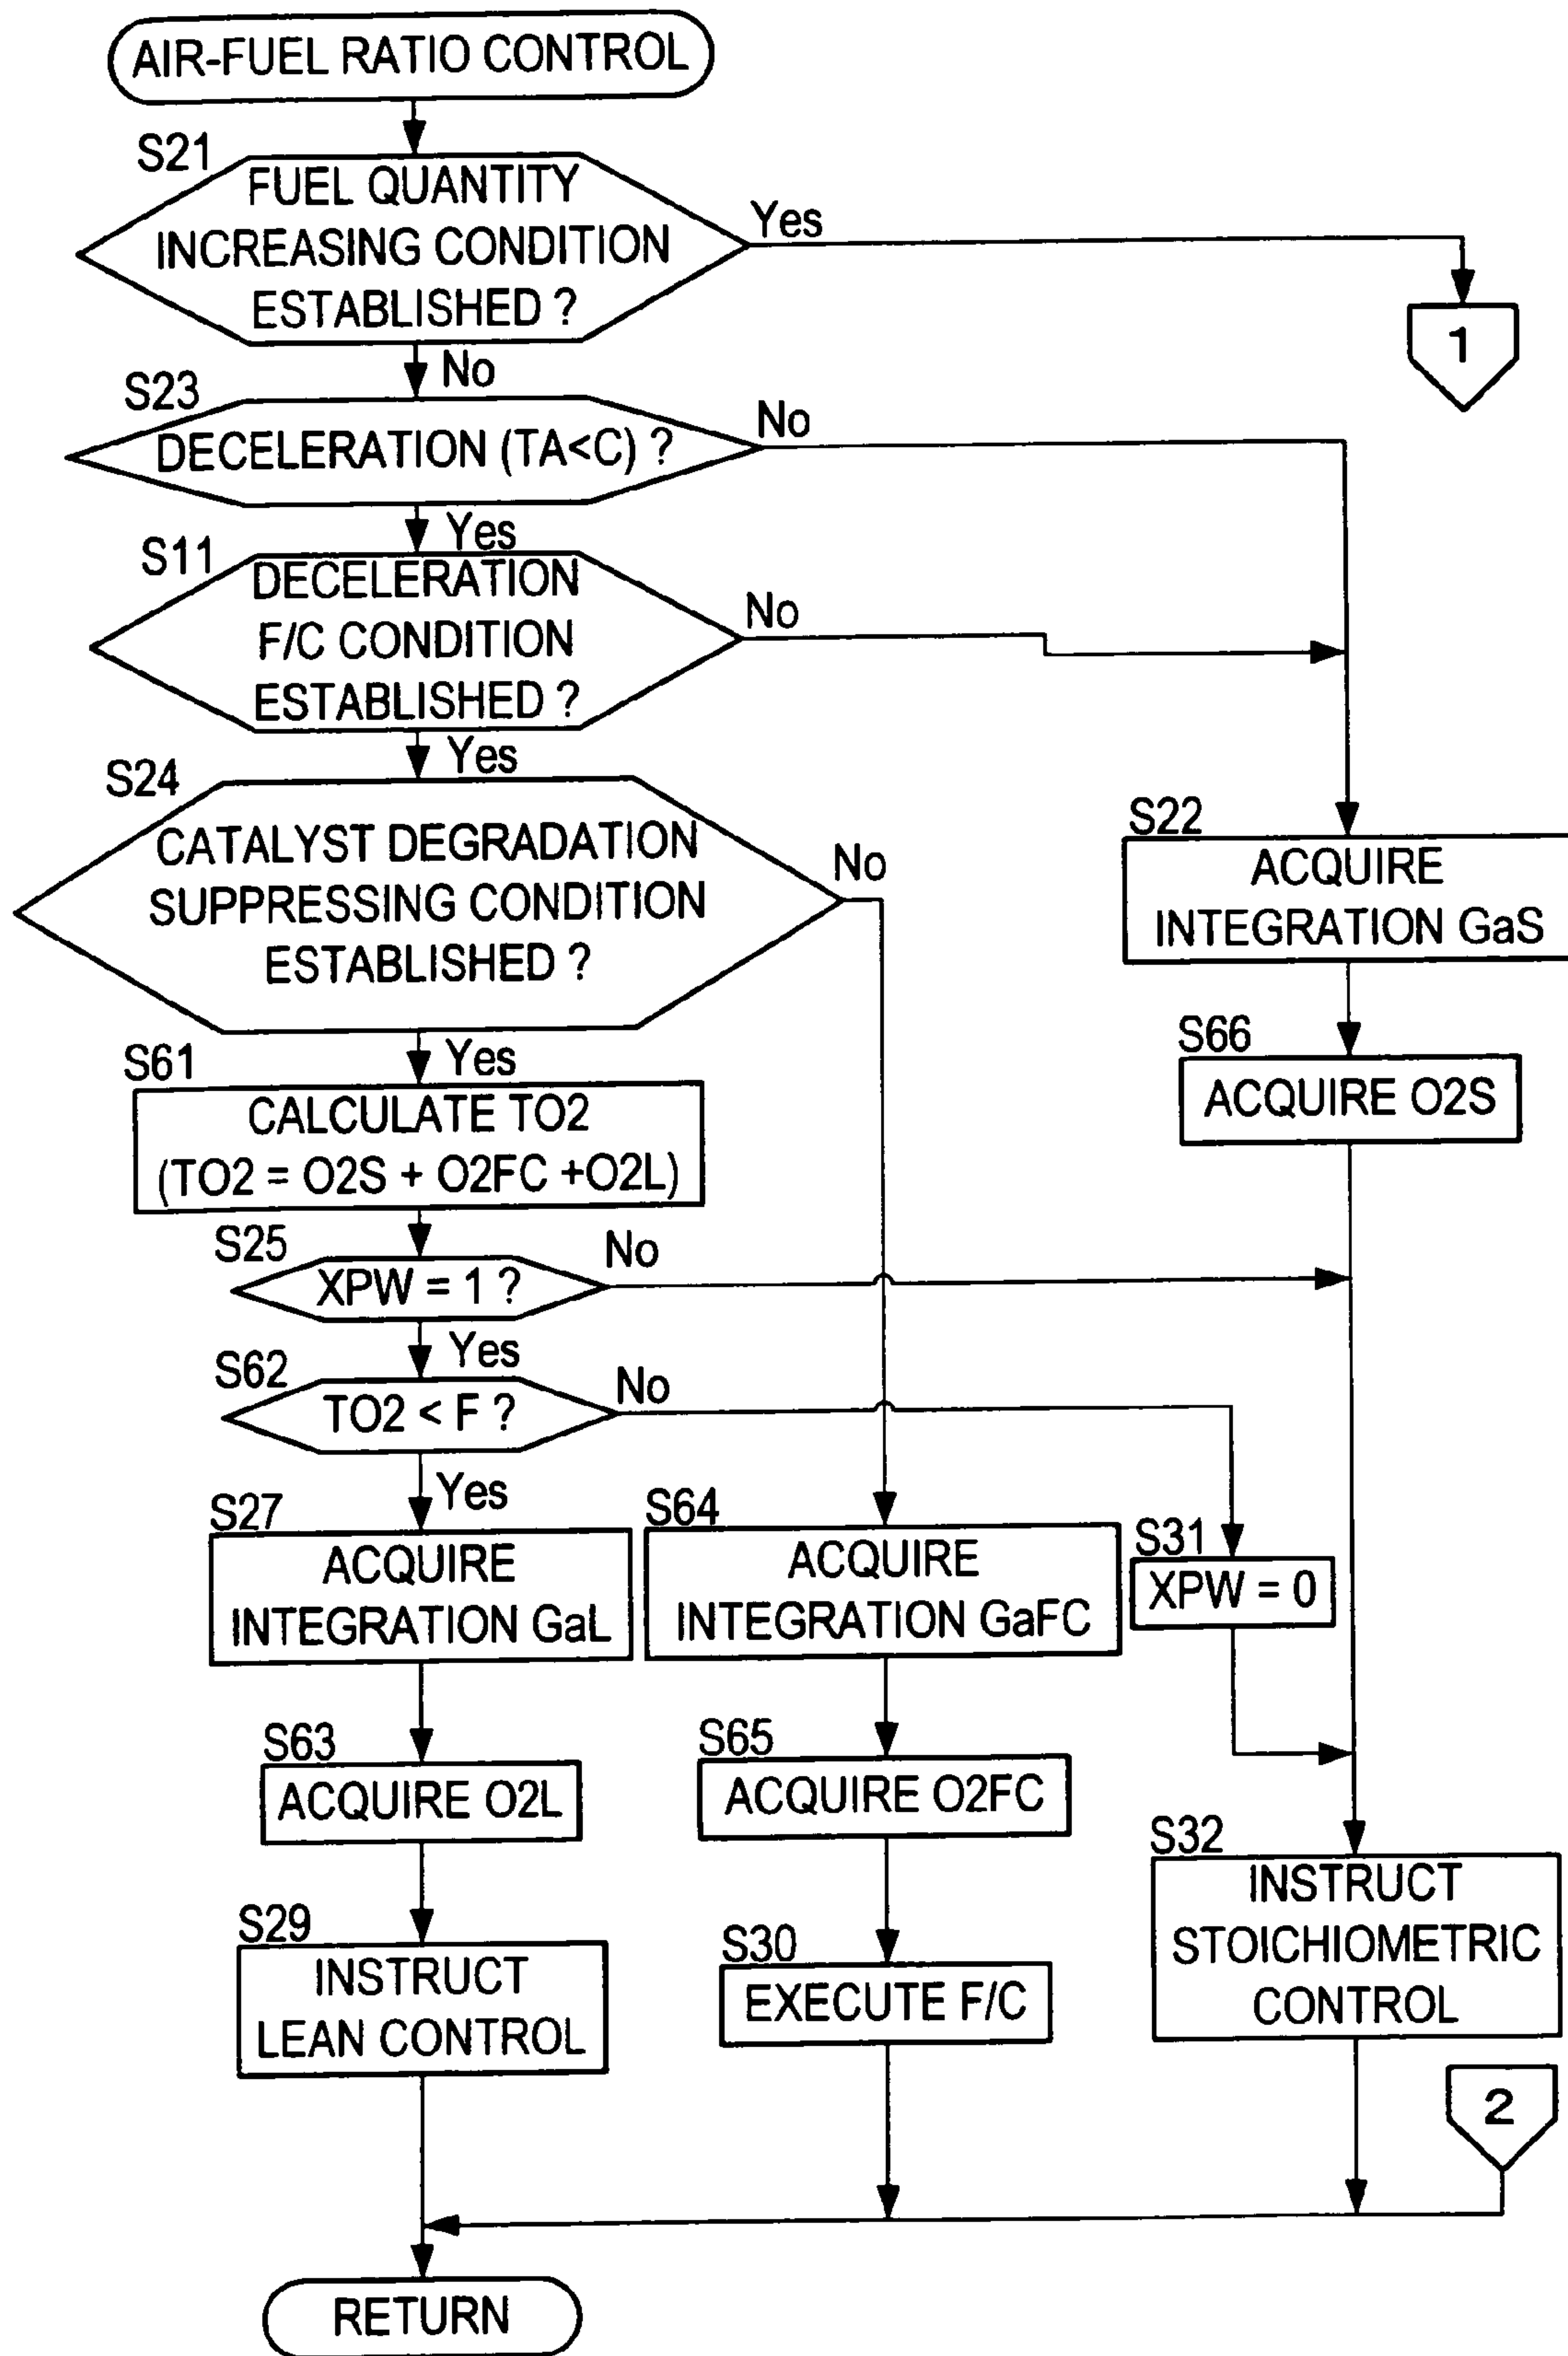 AIR-FUEL RATIO CONTROL
S21
FUEL QUANTITY
INCREASING CONDITION
ESTABLISHED ?
Yes
1
No
S23
DECELERATION (TA<C) ?
No
Yes
S11
DECELERATION
F/C CONDITION
ESTABLISHED ?
No
Yes
S24
CATALYST DEGRADATION
SUPPRESSING CONDITION
ESTABLISHED ?
No
S22
ACQUIRE
INTEGRATION GaS
S66
ACQUIRE O2S
Yes
S61
CALCULATE TO2
(TO2 = O2S + O2FC +O2L)
S25
XPW = 1 ?
No
Yes
S62
TO2 < F ?
No
Yes
S27
ACQUIRE
INTEGRATION GaL
S64
ACQUIRE
INTEGRATION GaFC
S31
XPW = 0
S63
ACQUIRE O2L
S65
ACQUIRE O2FC
S32
INSTRUCT
STOICHIOMETRIC
CONTROL
S29
INSTRUCT
LEAN CONTROL
S30
EXECUTE F/C
2
RETURN